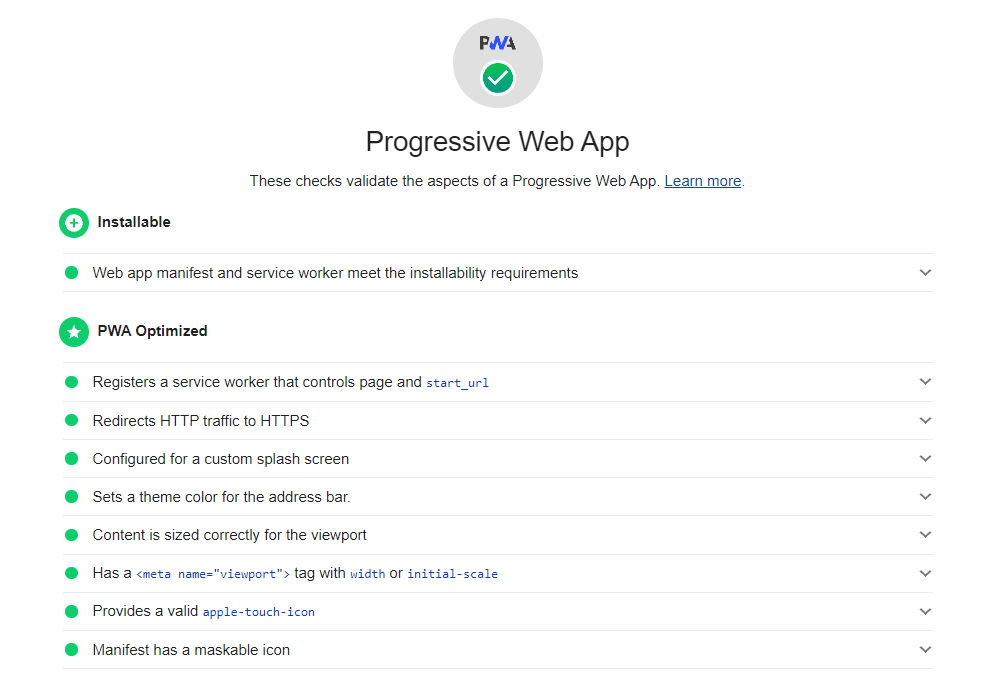 PWA
Progressive Web App
These checks validate the aspects of a Progressive Web App. Learn more.
Installable
Web app manifest and service worker meet the installability requirements
PWA Optimized
Registers a service worker that controls page and start_url
Redirects HTTP traffic to HTTPS
Configured for a custom splash screen
Sets a theme color for the address bar.
Content is sized correctly for the viewport
Has a <meta name="viewport"> tag with width or initial-scale
Provides a valid apple-touch-icon
Manifest has a maskable icon